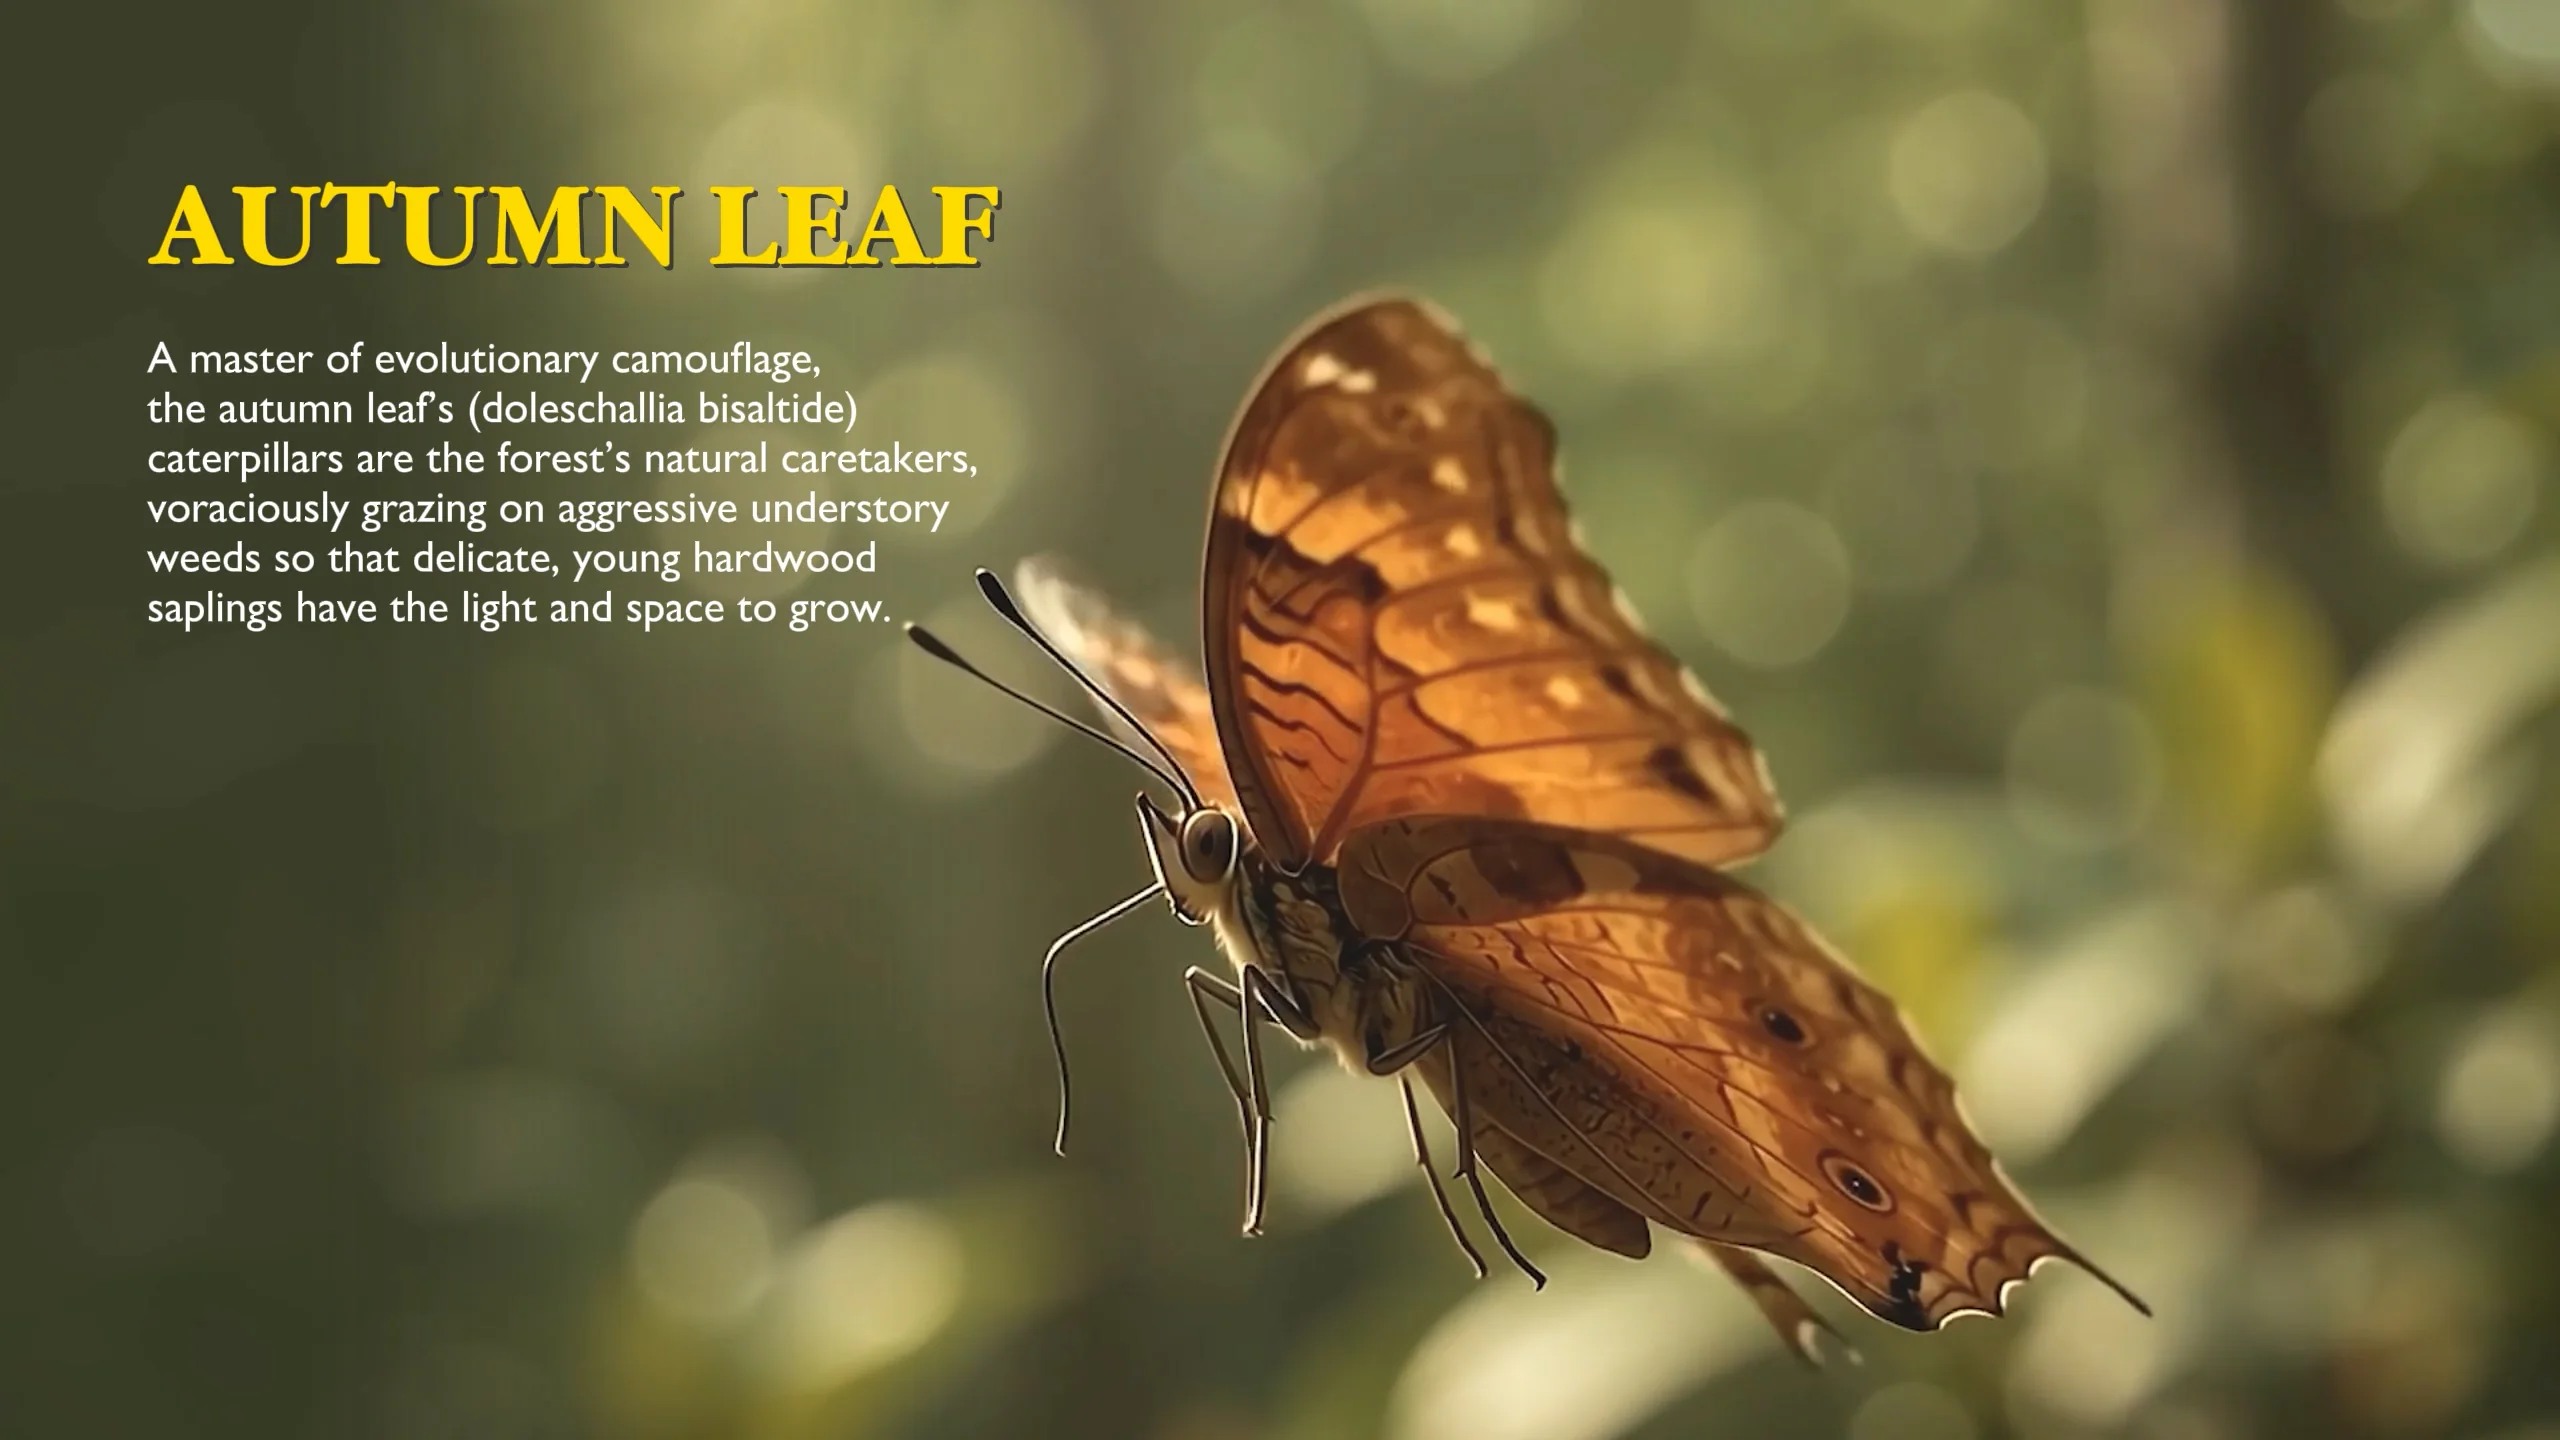 AUTUMN LEAF
A master of evolutionary camouflage,
the autumn leaf’s (doleschallia bisaltide)
caterpillars are the forest’s natural caretakers,
voraciously grazing on aggressive understory
weeds so that delicate, young hardwood
saplings have the light and space to grow.